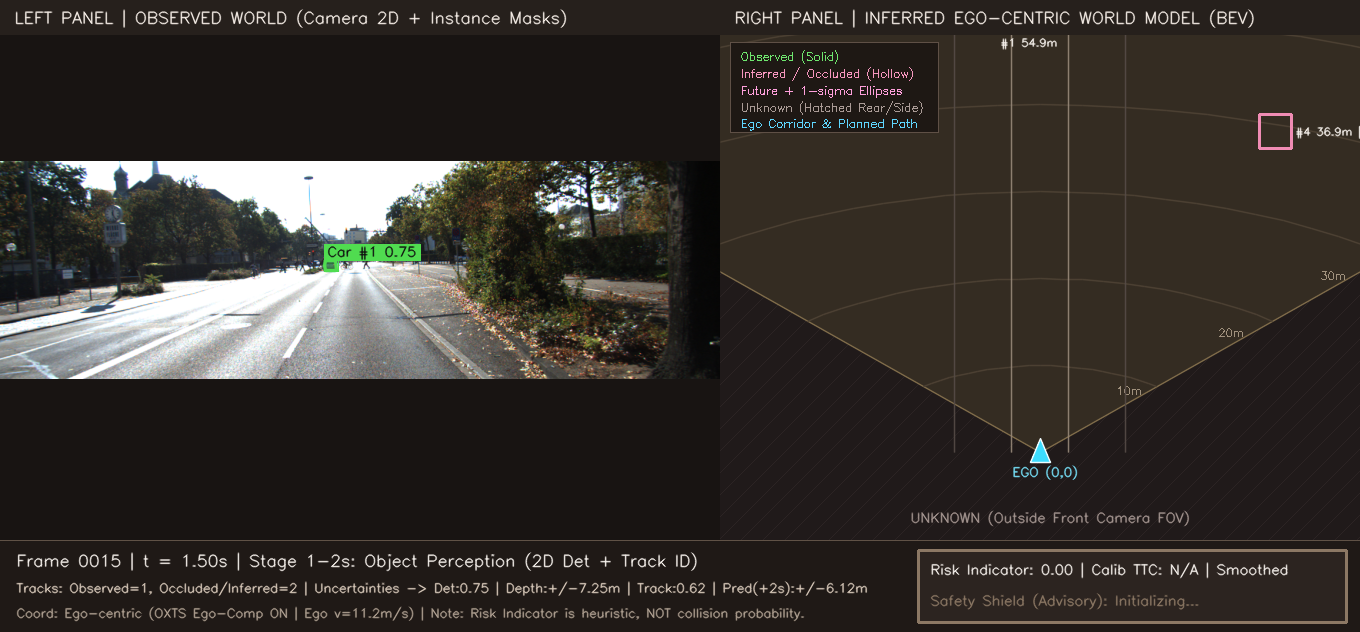 LEFT PANEL | OBSERVED WORLD (Camera 2D + Instance Masks)
RIGHT PANEL | INFERRED EGO-CENTRIC WORLD MODEL (BEV)
#1 54.9m
Observed (Solid)
Inferred / Occluded (Hollow)
Future + 1-sigma Ellipses
Unknown (Hatched Rear/Side)
Ego Corridor & Planned Path
#4 36.9m |
Car #1 0.75
30m
20m
10m
EGO (0,0)
UNKNOWN (Outside Front Camera FOV)
Frame 0015 | t = 1.50s | Stage 1-2s: Object Perception (2D Det + Track ID)
Tracks: Observed=1, Occluded/Inferred=2 | Uncertainties -> Det:0.75 | Depth:+/-7.25m | Track:0.62 | Pred(+2s):+/-6.12m
Coord: Ego-centric (OXTS Ego-Comp ON | Ego v=11.2m/s) | Note: Risk Indicator is heuristic, NOT collision probability.
Risk Indicator: 0.00 | Calib TTC: N/A | Smoothed
Safety Shield (Advisory): Initializing...